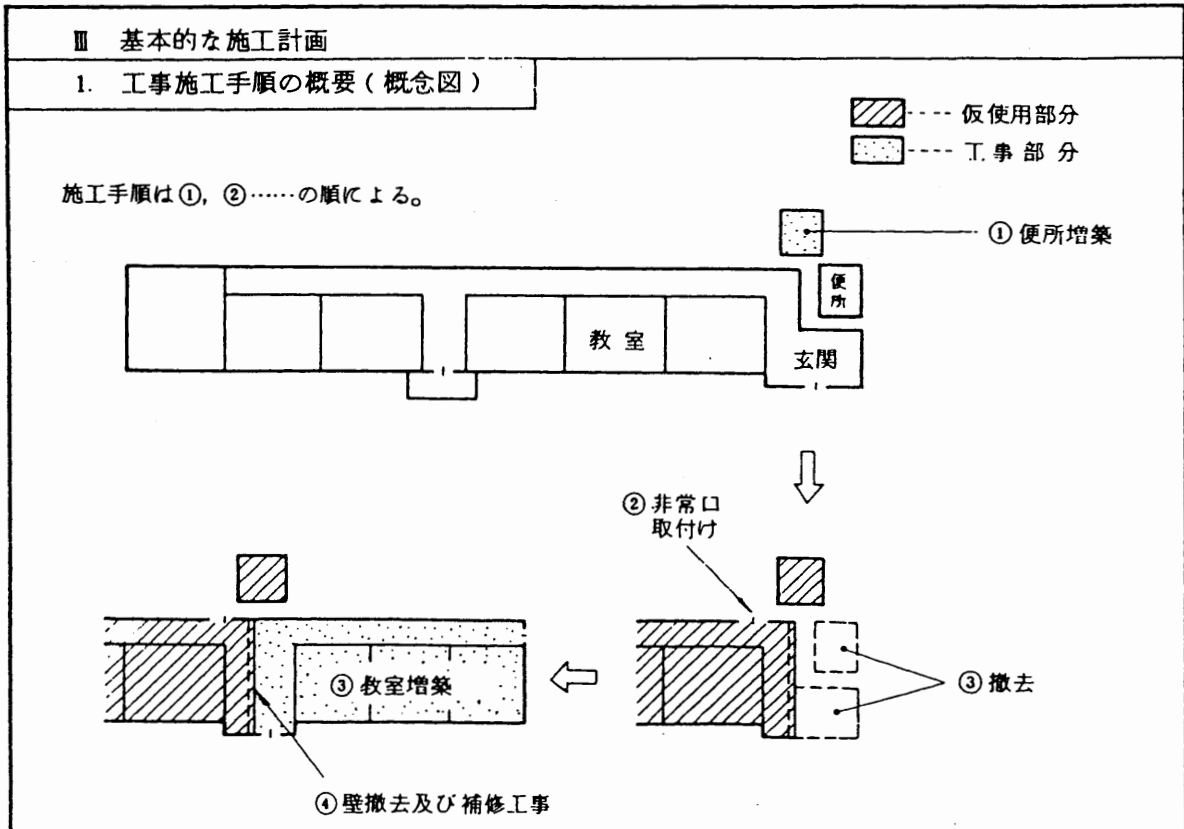 Ⅲ 基本的な施工計画
1. 工事施工手順の概要(概念図)
仮使用部分
工事部分
施工手順は①,②……の順による。
①便所増築
便所
教室
玄関
②非常口
取付け
③教室増築
③撤去
④壁撤去及び補修工事